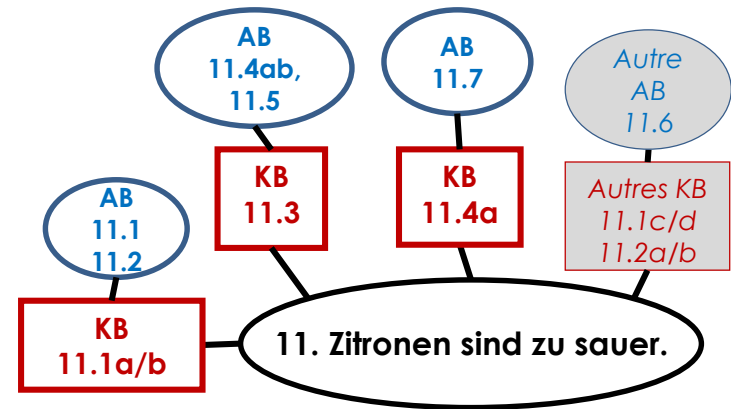 AB
11.4ab,
11.5
AB
11.7
Autre
AB
11.6
KB
11.3
KB
11.4a
Autres KB
11.1c/d
11.2a/b
AB
11.1
11.2
KB
11.1a/b
11. Zitronen sind zu sauer.